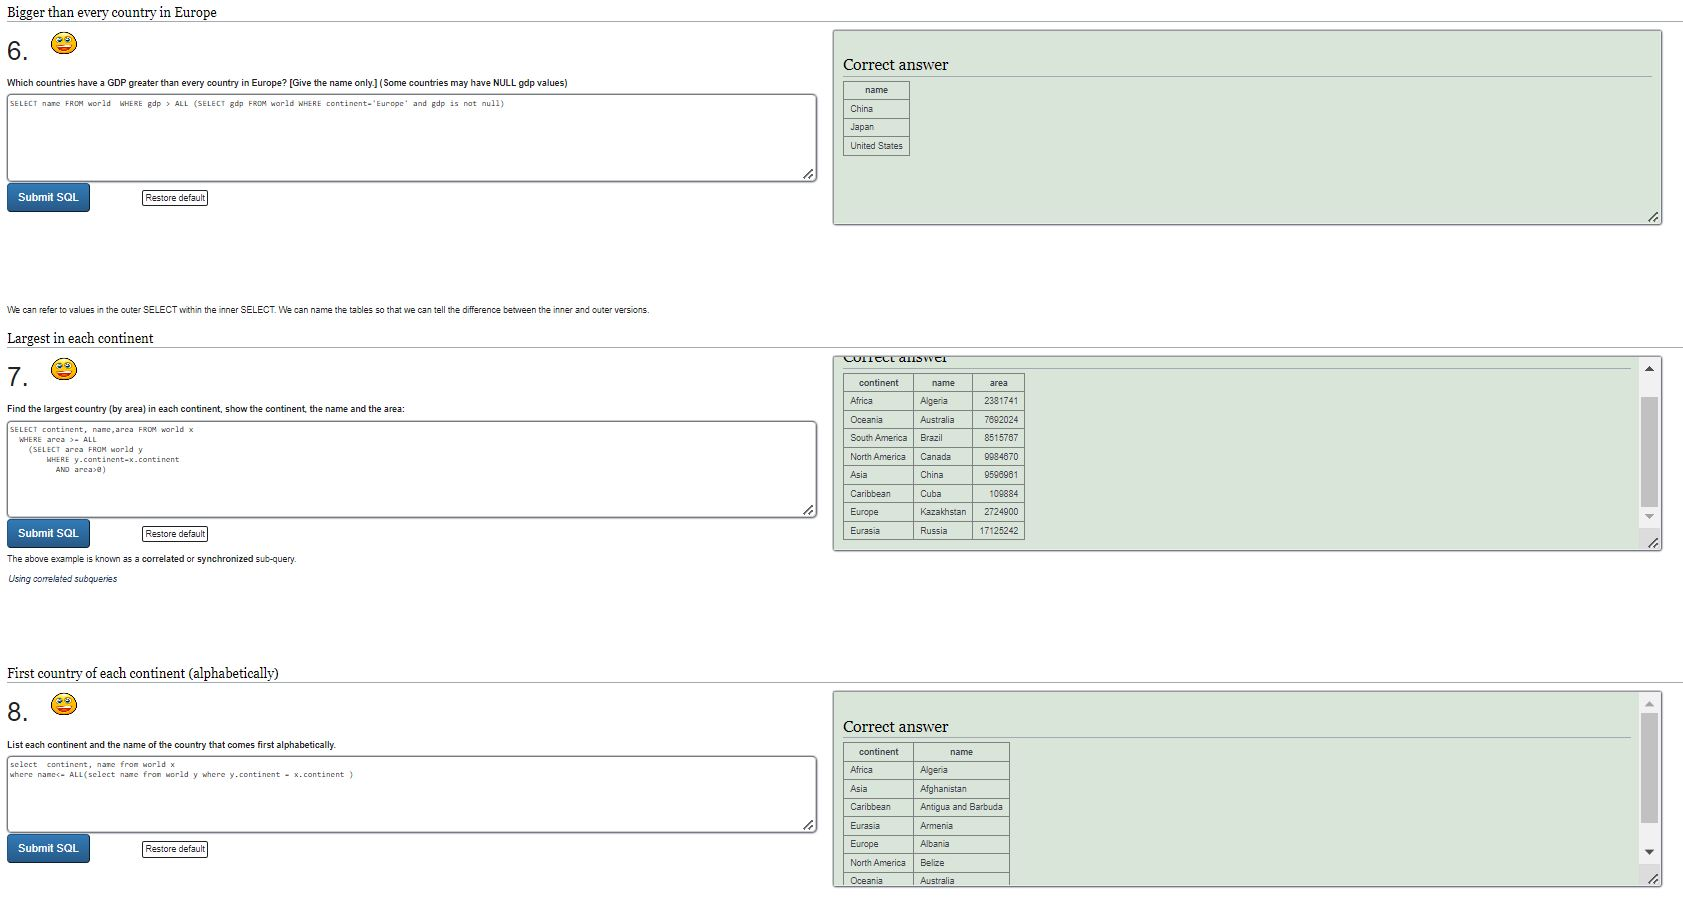 Bigger than every country in Europe
6.
Which countries have a GDP greater than every country in Europe? [Give the name only.] (Some countries may have NULL gdp values)
SELECT name FROM world  WHERE gdp > ALL (SELECT gdp FROM world WHERE continent='Europe' and gdp is not null)
Submit SQL
Restore default
Correct answer
name
China
Japan
United States
We can refer to values in the outer SELECT within the inner SELECT. We can name the tables so that we can tell the difference between the inner and outer versions.
Largest in each continent
7.
Find the largest country (by area) in each continent, show the continent, the name and the area:
SELECT continent, name,area FROM world x
WHERE area >= ALL
(SELECT area FROM world y
WHERE y.continent=x.continent
AND area>0)
Submit SQL
Restore default
The above example is known as a correlated or synchronized sub-query.
Using correlated subqueries
Correct answer
continent name area
Africa Algeria 2381741
Oceania Australia 7692024
South America Brazil 8515767
North America Canada 9984670
Asia China 9596961
Caribbean Cuba 109884
Europe Kazakhstan 2724900
Eurasia Russia 17125242
First country of each continent (alphabetically)
8.
List each continent and the name of the country that comes first alphabetically.
select  continent, name from world x
where name<= ALL(select name from world y where y.continent = x.continent )
Submit SQL
Restore default
Correct answer
continent name
Africa Algeria
Asia Afghanistan
Caribbean Antigua and Barbuda
Eurasia Armenia
Europe Albania
North America Belize
Oceania Australia